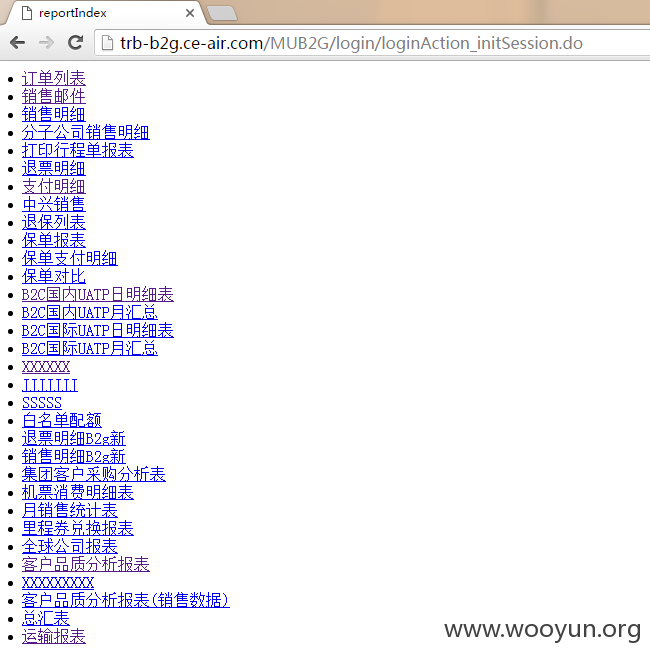 reportIndex
trb-b2g.ce-air.com/MUB2G/login/loginAction_initSession.do
订单列表
销售邮件
销售明细
分子公司销售明细
打印行程单报表
退票明细
支付明细
中兴销售
退保列表
保单报表
保单支付明细
保单对比
B2C国内UATP日明细表
B2C国内UATP月汇总
B2C国际UATP日明细表
B2C国际UATP月汇总
XXXXXX
JJJJJJJ
SSSSS
白名单配额
退票明细B2g新
销售明细B2g新
集团客户采购分析表
机票消费明细表
月销售统计表
里程券兑换报表
全球公司报表
客户品质分析报表
XXXXXXXXX
客户品质分析报表(销售数据)
总汇表
运输报表
www.wooyun.org